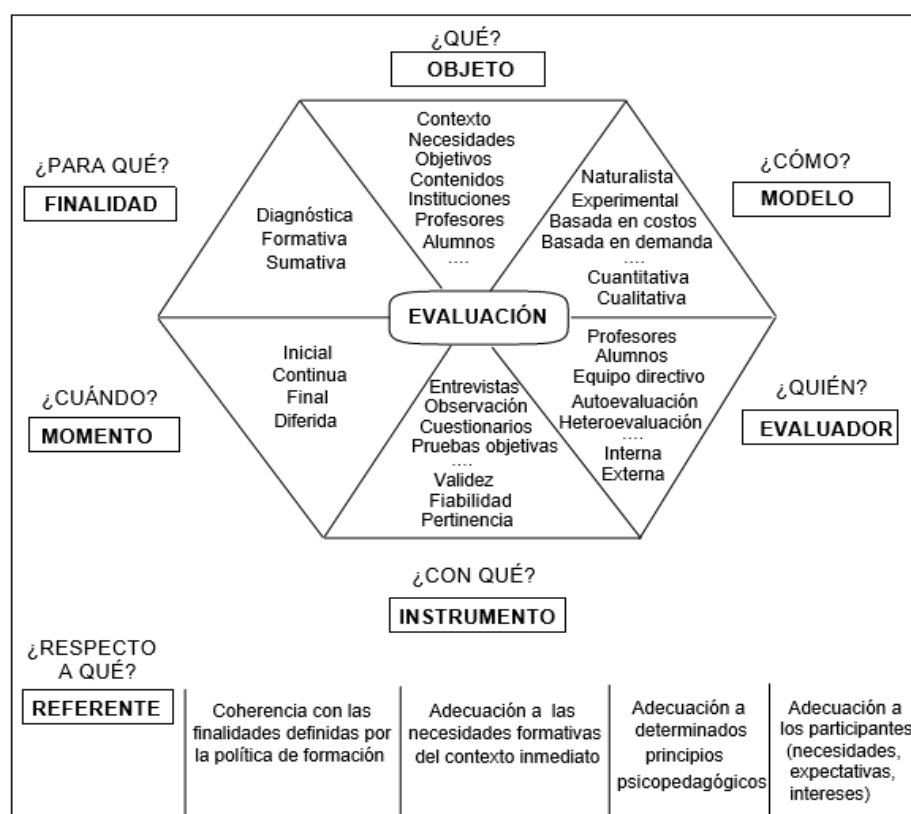 ¿QUÉ?
OBJETO
Contexto
Necesidades
Objetivos
Contenidos
Instituciones
Profesores
Alumnos
....
¿PARA QUÉ?
FINALIDAD
Diagnóstica
Formativa
Sumativa
¿CÓMO?
MODELO
Naturalista
Experimental
Basada en costos
Basada en demanda
....
Cuantitativa
Cualitativa
EVALUACIÓN
¿CUÁNDO?
MOMENTO
Inicial
Continua
Final
Diferida
Entrevistas
Observación
Cuestionarios
Pruebas objetivas
....
Validez
Fiabilidad
Pertinencia
Profesores
Alumnos
Equipo directivo
Autoevaluación
Heteroevaluación
....
Interna
Externa
¿QUIÉN?
EVALUADOR
¿CON QUÉ?
INSTRUMENTO
¿RESPECTO
A QUÉ?
REFERENTE
Coherencia con las
finalidades definidas por
la política de formación
Adecuación a las
necesidades formativas
del contexto inmediato
Adecuación a
determinados
principios
psicopedagógicos
Adecuación a
los participantes
(necesidades,
expectativas,
intereses)